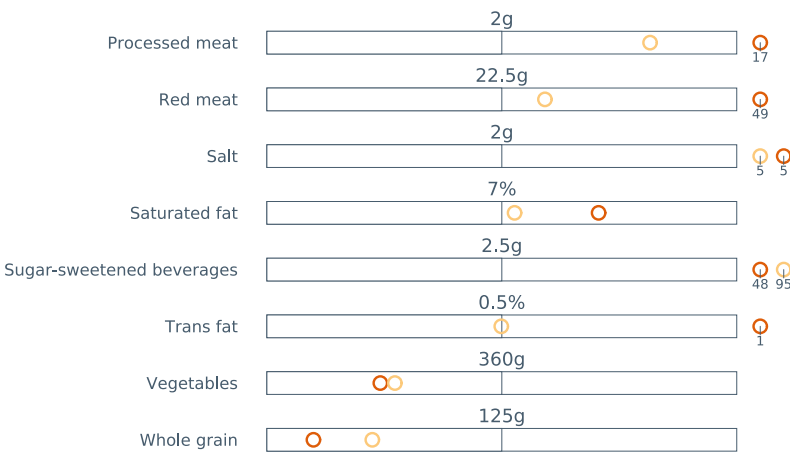 2g
Processed meat
17
22.5g
Red meat
49
2g
Salt
5 5
7%
Saturated fat
2.5g
Sugar-sweetened beverages
48 95
0.5%
Trans fat
1
360g
Vegetables
125g
Whole grain